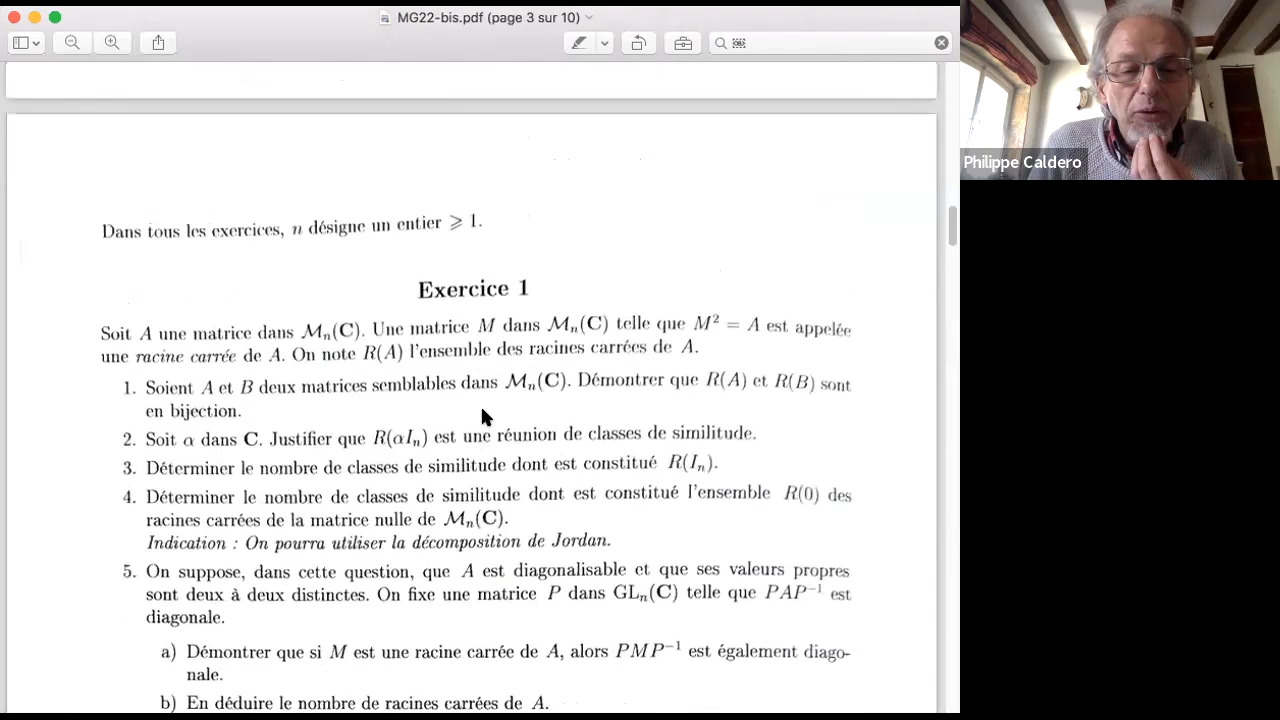 MG22-bis.pdf (page 3 sur 10)
Philippe Caldero
Dans tous les exercices, n désigne un entier ⩾ 1.
Exercice 1
Soit A une matrice dans ℳₙ(C). Une matrice M dans ℳₙ(C) telle que M² = A est appelée
une racine carrée de A. On note R(A) l'ensemble des racines carrées de A.
1. Soient A et B deux matrices semblables dans ℳₙ(C). Démontrer que R(A) et R(B) sont
en bijection.
2. Soit α dans C. Justifier que R(αIₙ) est une réunion de classes de similitude.
3. Déterminer le nombre de classes de similitude dont est constitué R(Iₙ).
4. Déterminer le nombre de classes de similitude dont est constitué l'ensemble R(0) des
racines carrées de la matrice nulle de ℳₙ(C).
Indication : On pourra utiliser la décomposition de Jordan.
5. On suppose, dans cette question, que A est diagonalisable et que ses valeurs propres
sont deux à deux distinctes. On fixe une matrice P dans GLₙ(C) telle que PAP⁻¹ est
diagonale.
a) Démontrer que si M est une racine carrée de A, alors PMP⁻¹ est également diago-
nale.
b) En déduire le nombre de racines carrées de A.